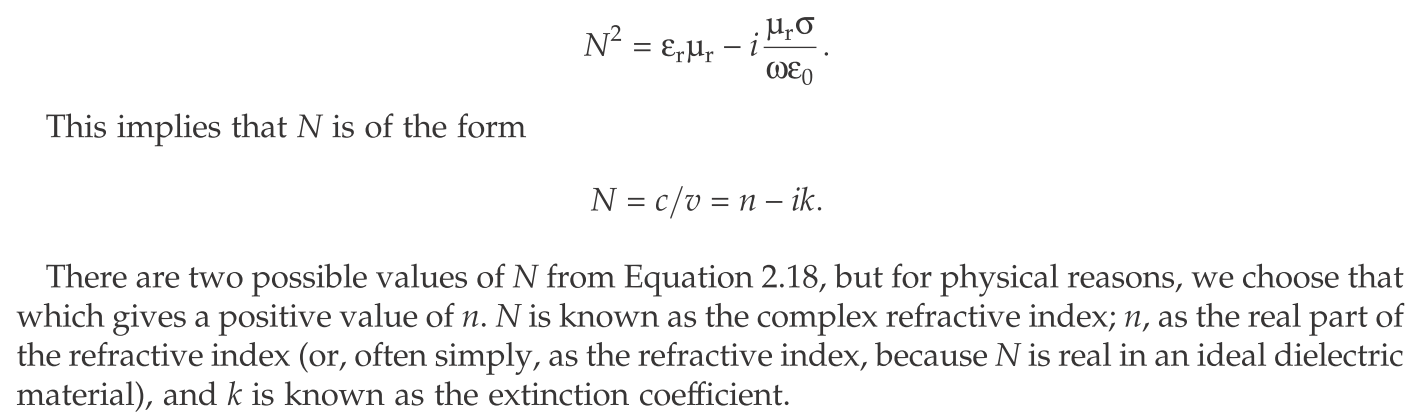 N² = εᵣμᵣ − i μᵣσ/ωε₀ .
This implies that N is of the form
N = c/v = n – ik.
There are two possible values of N from Equation 2.18, but for physical reasons, we choose that
which gives a positive value of n. N is known as the complex refractive index; n, as the real part of
the refractive index (or, often simply, as the refractive index, because N is real in an ideal dielectric
material), and k is known as the extinction coefficient.